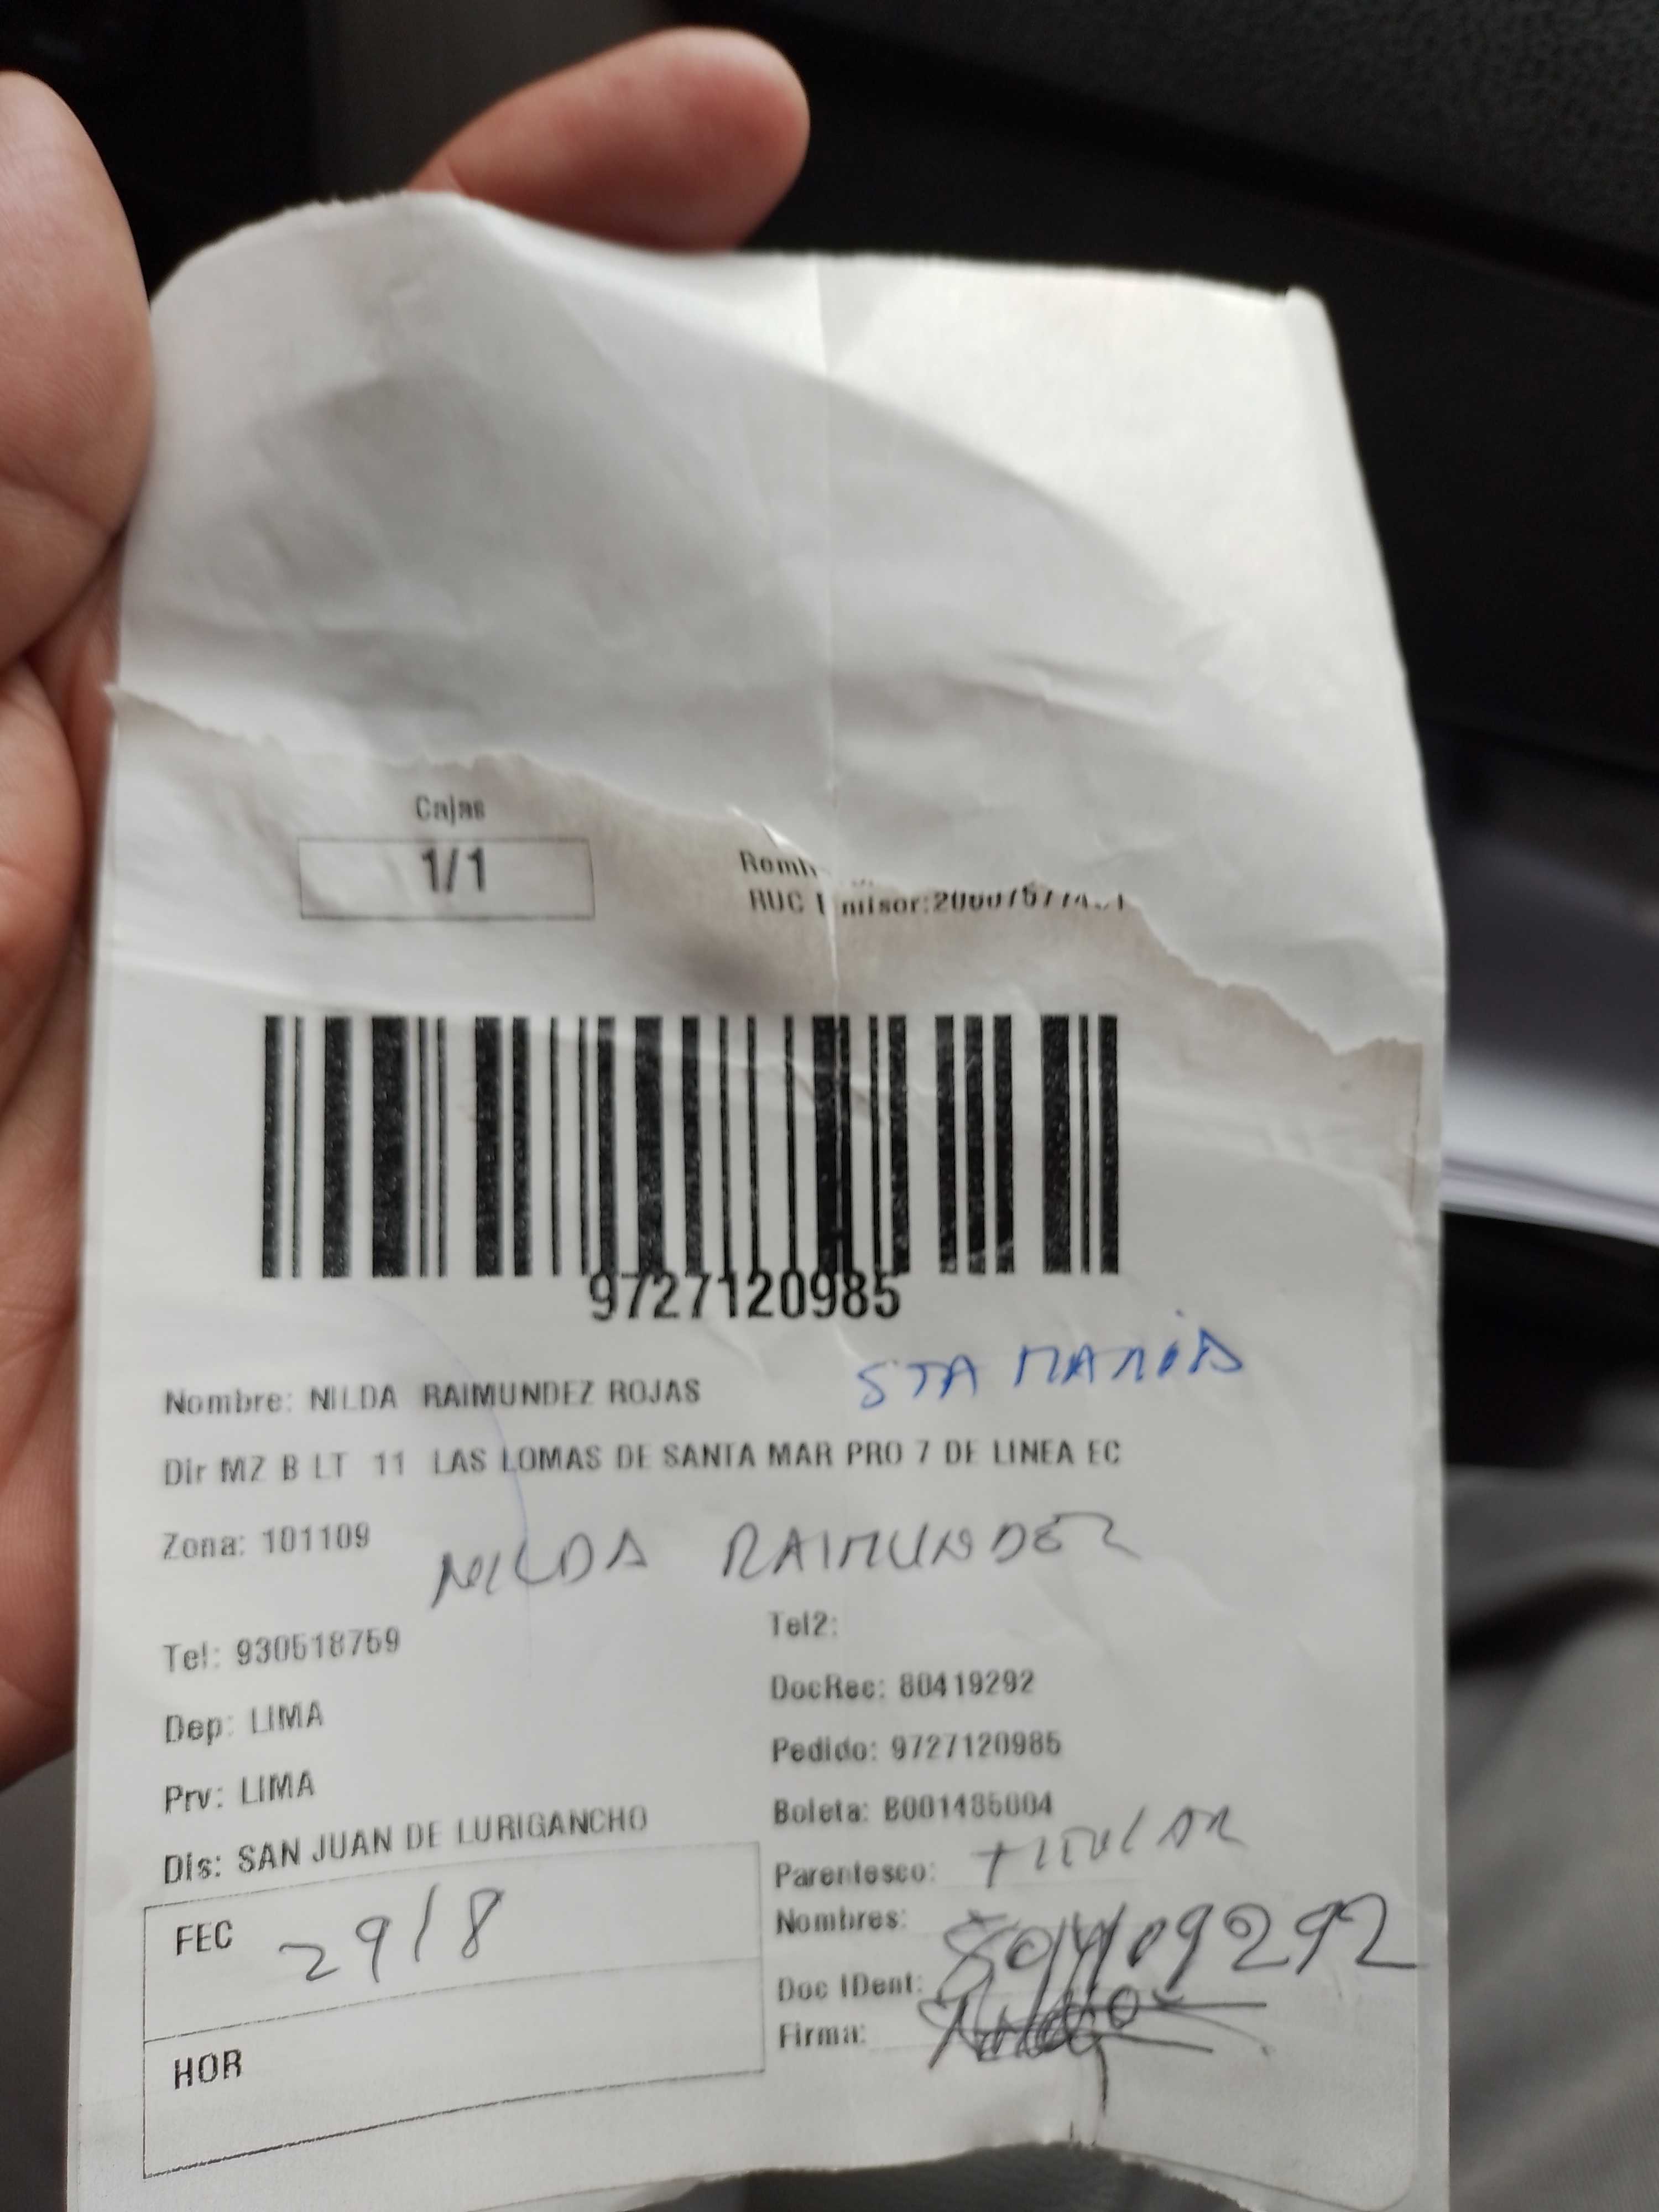 Cajas
1/1
RUC
9727120985
STA MARIA
Nombre: NILDA RAIMUNDEZ ROJAS
Dir MZ B LT 11 LAS LOMAS DE SANTA MAR PRO 7 DE LINEA EC
Zona: 101109
NILDA RAIMUNDEZ
Tel: 930518759
Tel2:
DocRec: 80419292
Dep: LIMA
Pedido: 9727120985
Prv: LIMA
Boleta: B001485004
Dis: SAN JUAN DE LURIGANCHO
Parentesco: TITULAR
FEC 29/8
Nombres:
Doc IDent:
Firma:
HOR